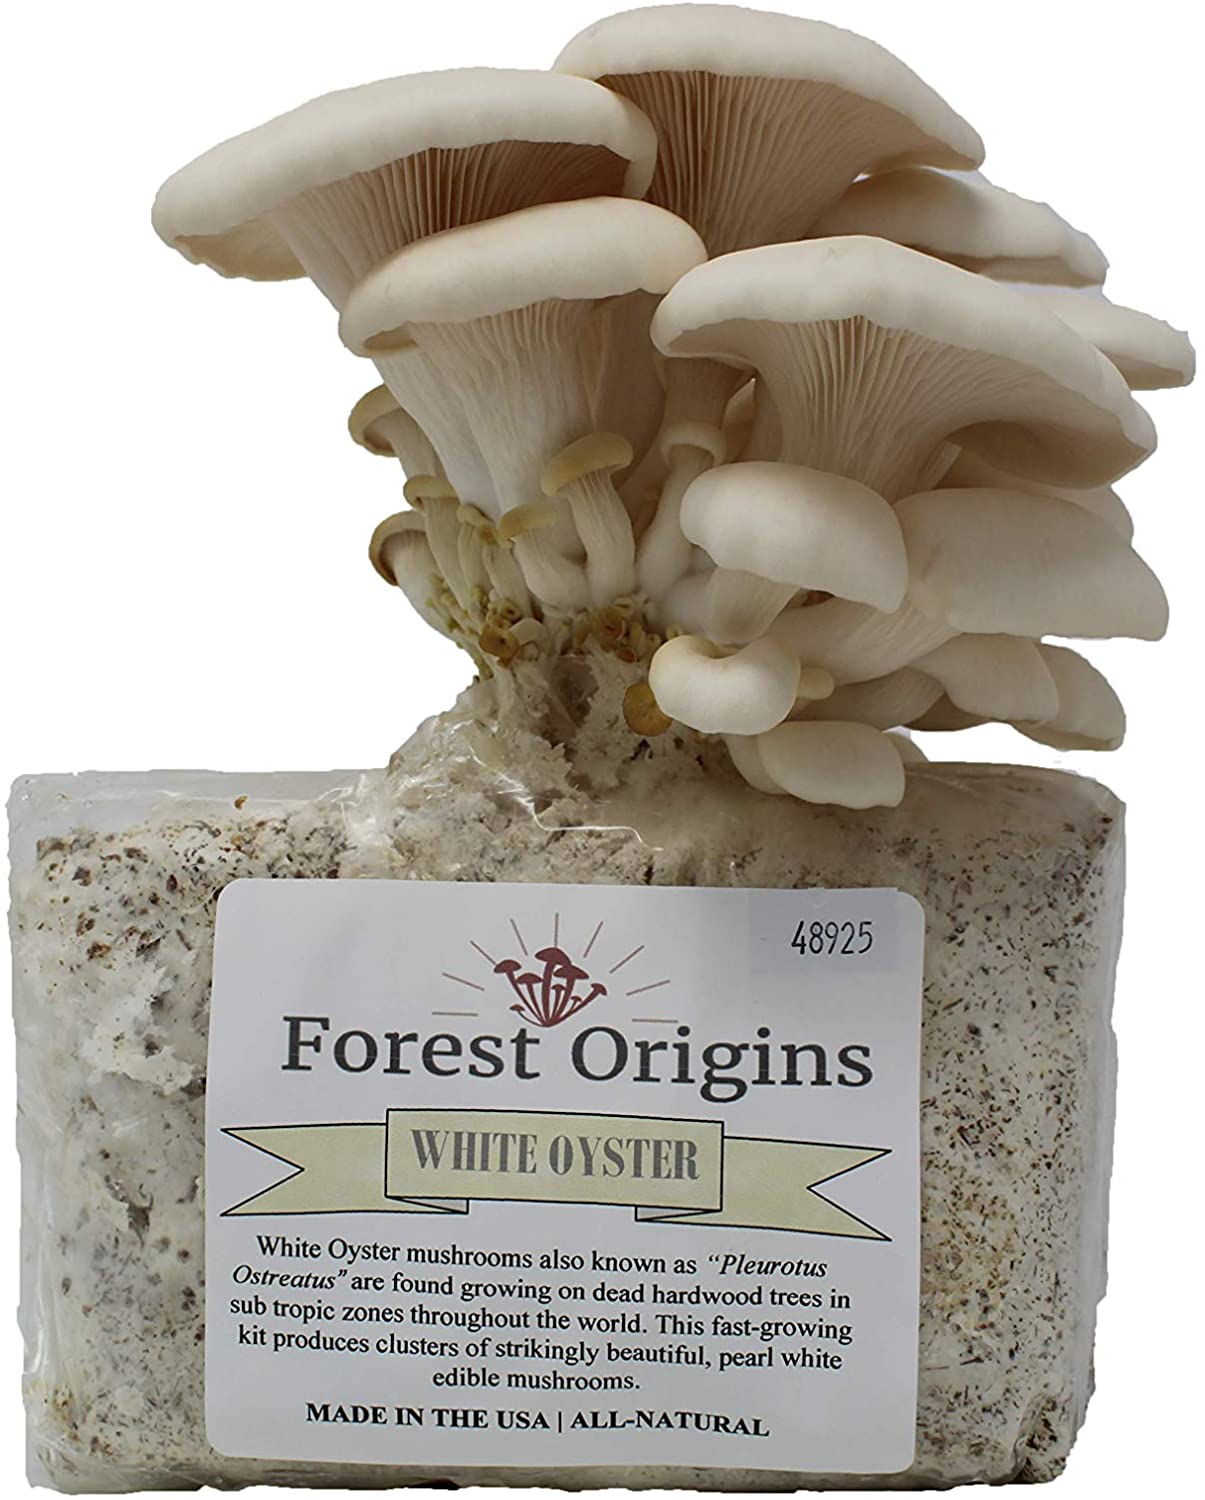 48925
Forest Origins
WHITE OYSTER
White Oyster mushrooms also known as “Pleurotus
Ostreatus” are found growing on dead hardwood trees in
sub tropic zones throughout the world. This fast-growing
kit produces clusters of strikingly beautiful, pearl white
edible mushrooms.
MADE IN THE USA | ALL-NATURAL